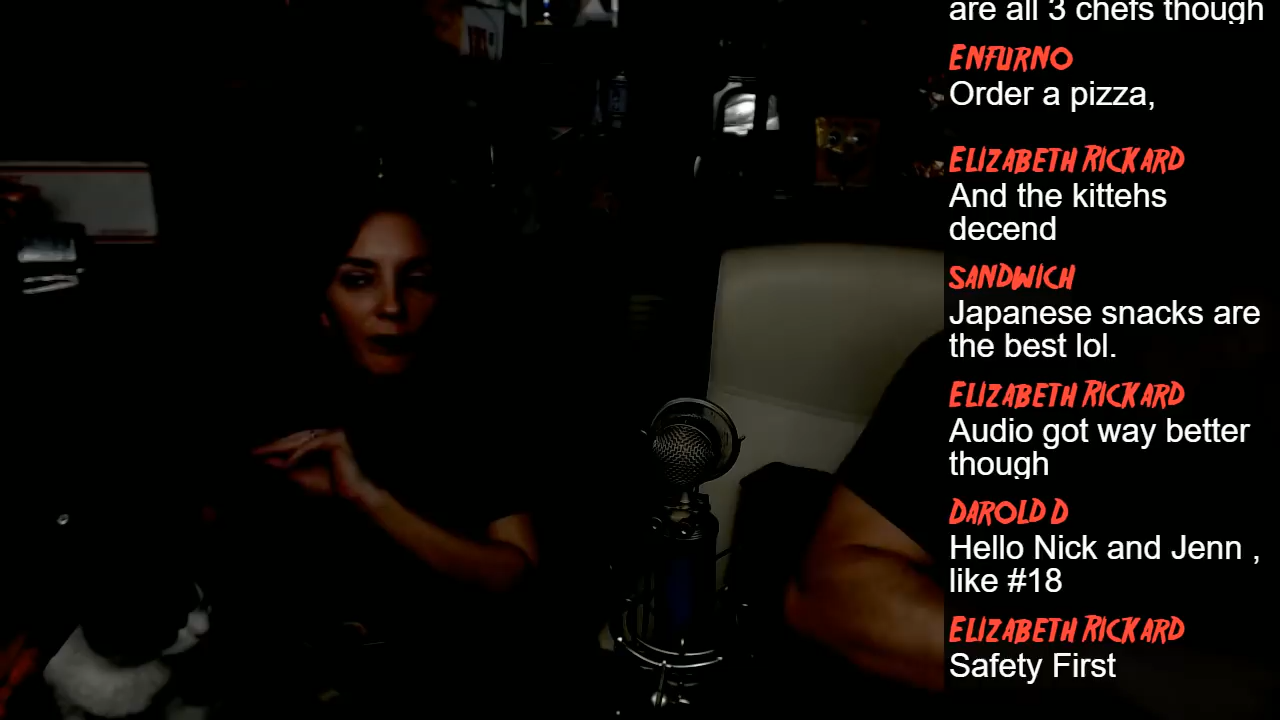 are all 3 chefs though
ENFURNO
Order a pizza,
ELIZABETH RICKARD
And the kittehs
decend
SANDWICH
Japanese snacks are
the best lol.
ELIZABETH RICKARD
Audio got way better
though
DAROLD D
Hello Nick and Jenn ,
like #18
ELIZABETH RICKARD
Safety First